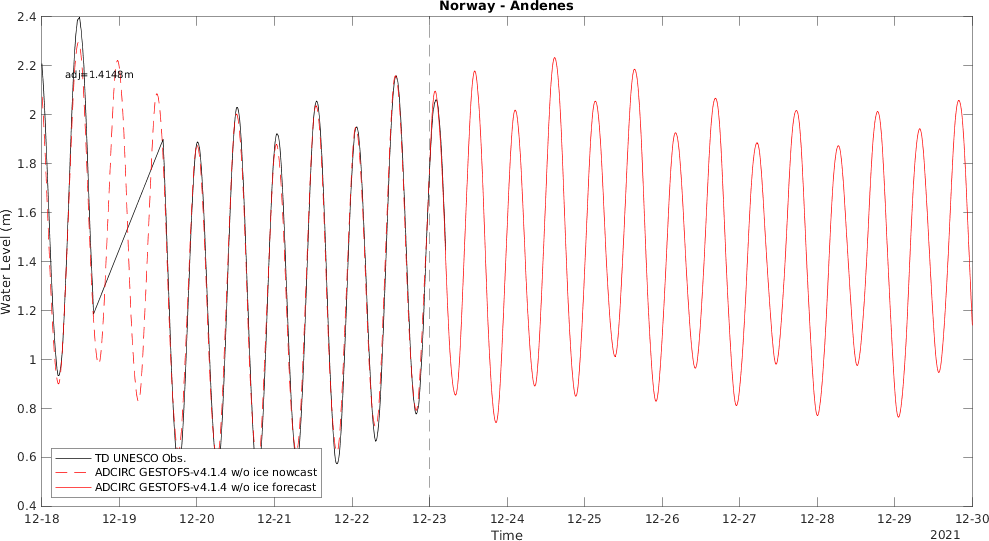 Norway - Andenes
adj=1.4148m
Water Level (m)
2.4
2.2
2
1.8
1.6
1.4
1.2
1
0.8
0.6
0.4
TD UNESCO Obs.
ADCIRC GESTOFS-v4.1.4 w/o ice nowcast
ADCIRC GESTOFS-v4.1.4 w/o ice forecast
12-18 12-19 12-20 12-21 12-22 12-23 12-24 12-25 12-26 12-27 12-28 12-29 12-30
Time
2021